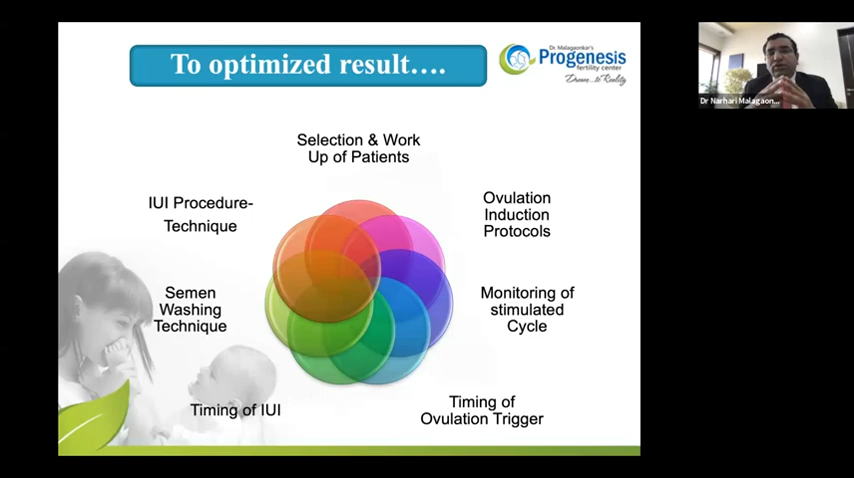 To optimized result….
Dr. Malagaonkar's
Progenesis
fertility center
Dream...to Reality
Dr Narhari Malagaon...
Selection & Work
Up of Patients
IUI Procedure-
Technique
Ovulation
Induction
Protocols
Semen
Washing
Technique
Monitoring of
stimulated
Cycle
Timing of IUI
Timing of
Ovulation Trigger